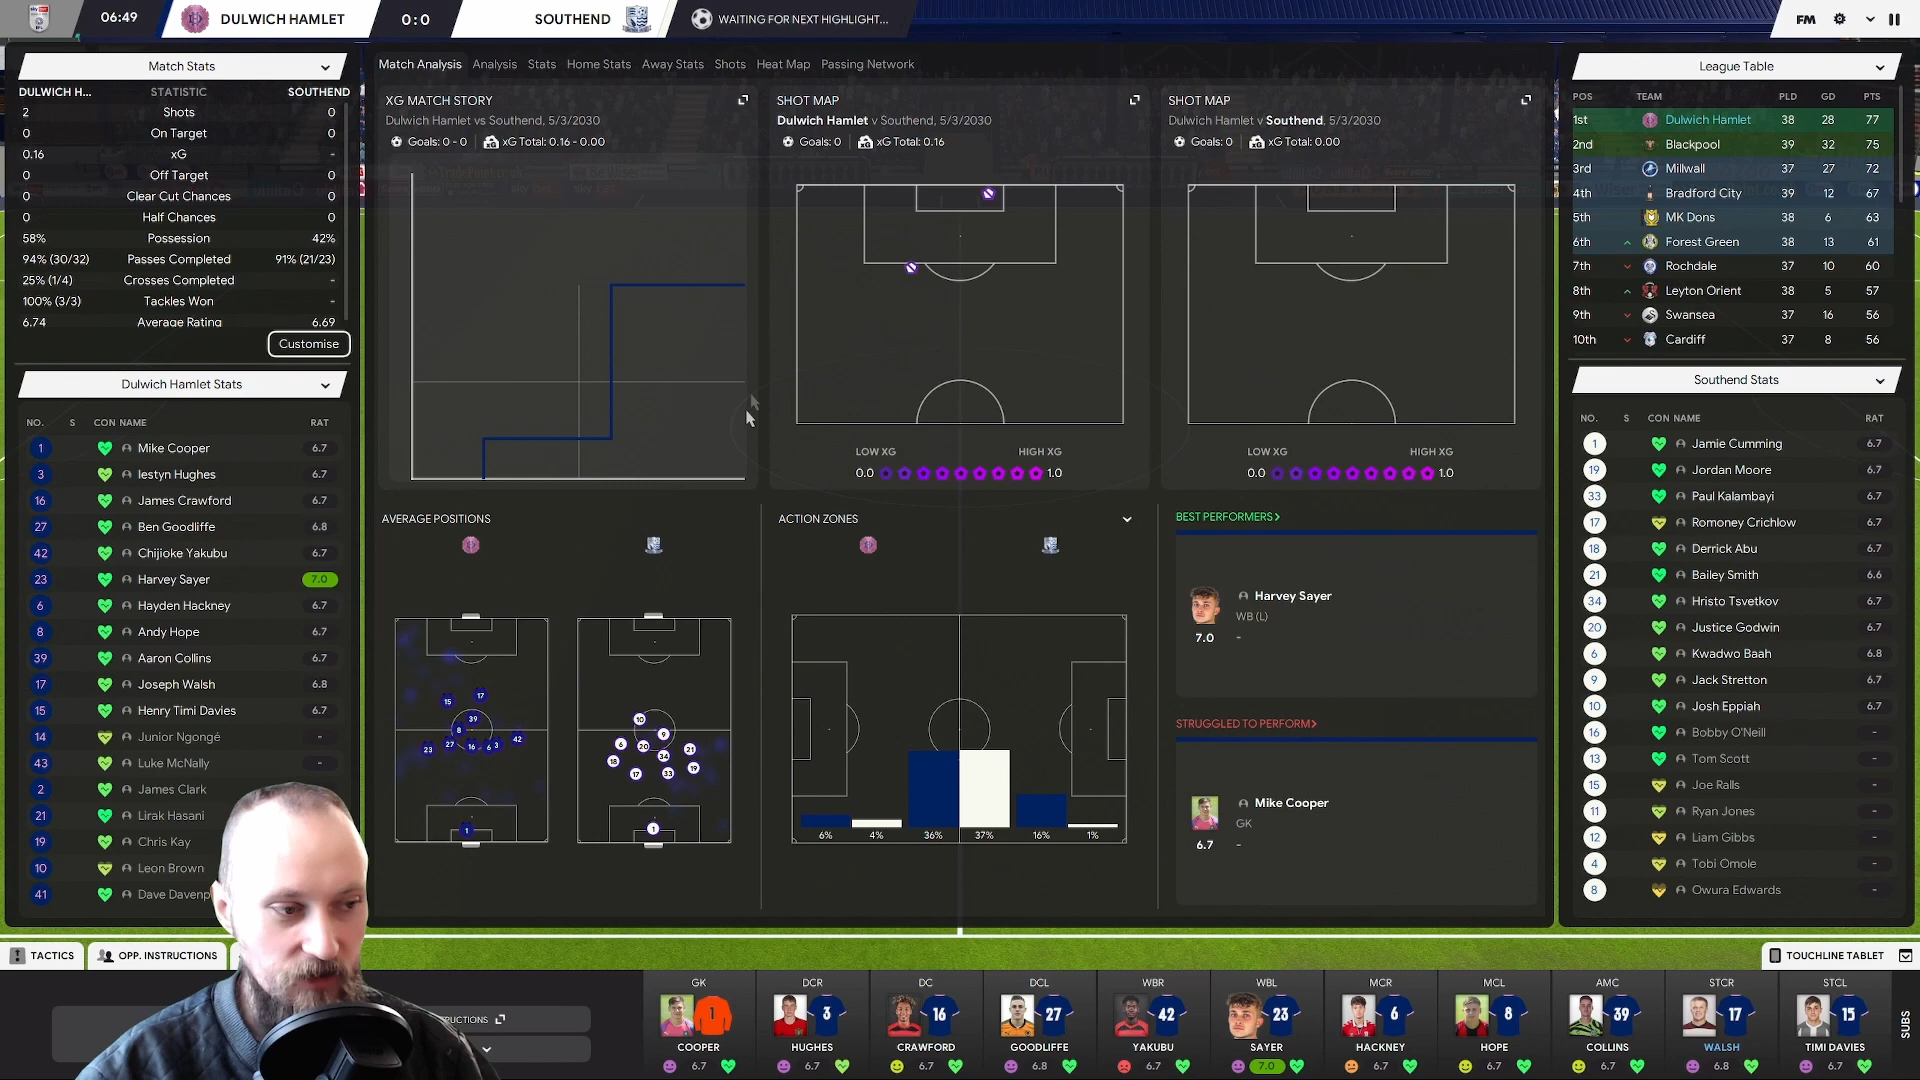 06:49 DULWICH HAMLET 0 : 0 SOUTHEND WAITING FOR NEXT HIGHLIGHT... FM
Match Stats
DULWICH H... STATISTIC SOUTHEND
2 Shots 0
0 On Target 0
0.16 xG -
0 Off Target 0
0 Clear Cut Chances 0
0 Half Chances 0
58% Possession 42%
94% (30/32) Passes Completed 91% (21/23)
25% (1/4) Crosses Completed -
100% (3/3) Tackles Won -
6.74 Average Rating 6.69
Customise
Dulwich Hamlet Stats
NO. S CON NAME RAT
1 Mike Cooper 6.7
3 Iestyn Hughes 6.7
16 James Crawford 6.7
27 Ben Goodliffe 6.8
42 Chijioke Yakubu 6.7
23 Harvey Sayer 7.0
6 Hayden Hackney 6.7
8 Andy Hope 6.7
39 Aaron Collins 6.7
17 Joseph Walsh 6.8
15 Henry Timi Davies 6.7
14 Junior Ngongé -
43 Luke McNally -
2 James Clark
21 Lirak Hasani
19 Chris Kay
10 Leon Brown
41 Dave Davenp
Match Analysis Analysis Stats Home Stats Away Stats Shots Heat Map Passing Network
XG MATCH STORY
Dulwich Hamlet vs Southend, 5/3/2030
Goals: 0 - 0 xG Total: 0.16 - 0.00
SHOT MAP
Dulwich Hamlet v Southend, 5/3/2030
Goals: 0 xG Total: 0.16
LOW XG HIGH XG
0.0 1.0
SHOT MAP
Dulwich Hamlet v Southend, 5/3/2030
Goals: 0 xG Total: 0.00
LOW XG HIGH XG
0.0 1.0
AVERAGE POSITIONS
15 17
39
8
23 27 16 6 3 42
1
10
9
6 20 21
18 34
17 33 19
1
ACTION ZONES
6% 4% 36% 37% 16% 1%
BEST PERFORMERS>
Harvey Sayer
WB (L)
7.0 -
STRUGGLED TO PERFORM>
Mike Cooper
GK
6.7 -
League Table
POS TEAM PLD GD PTS
1st Dulwich Hamlet 38 28 77
2nd Blackpool 39 32 75
3rd Millwall 37 27 72
4th Bradford City 39 12 67
5th MK Dons 38 6 63
6th Forest Green 38 13 61
7th Rochdale 37 10 60
8th Leyton Orient 38 5 57
9th Swansea 37 16 56
10th Cardiff 37 8 56
Southend Stats
NO. S CON NAME RAT
1 Jamie Cumming 6.7
19 Jordan Moore 6.7
33 Paul Kalambayi 6.7
17 Romoney Crichlow 6.7
18 Derrick Abu 6.7
21 Bailey Smith 6.6
34 Hristo Tsvetkov 6.7
20 Justice Godwin 6.7
6 Kwadwo Baah 6.8
9 Jack Stretton 6.7
10 Josh Eppiah 6.7
16 Bobby O'Neill -
13 Tom Scott -
15 Joe Ralls -
11 Ryan Jones -
12 Liam Gibbs -
4 Tobi Omole -
8 Owura Edwards -
TACTICS OPP. INSTRUCTIONS TOUCHLINE TABLET
GK DCR DC DCL WBR WBL MCR MCL AMC STCR STCL
1 3 16 27 42 23 6 8 39 17 15
COOPER HUGHES CRAWFORD GOODLIFFE YAKUBU SAYER HACKNEY HOPE COLLINS WALSH TIMI DAVIES
6.7 6.7 6.7 6.8 6.7 7.0 6.7 6.7 6.7 6.8 6.7
SUBS